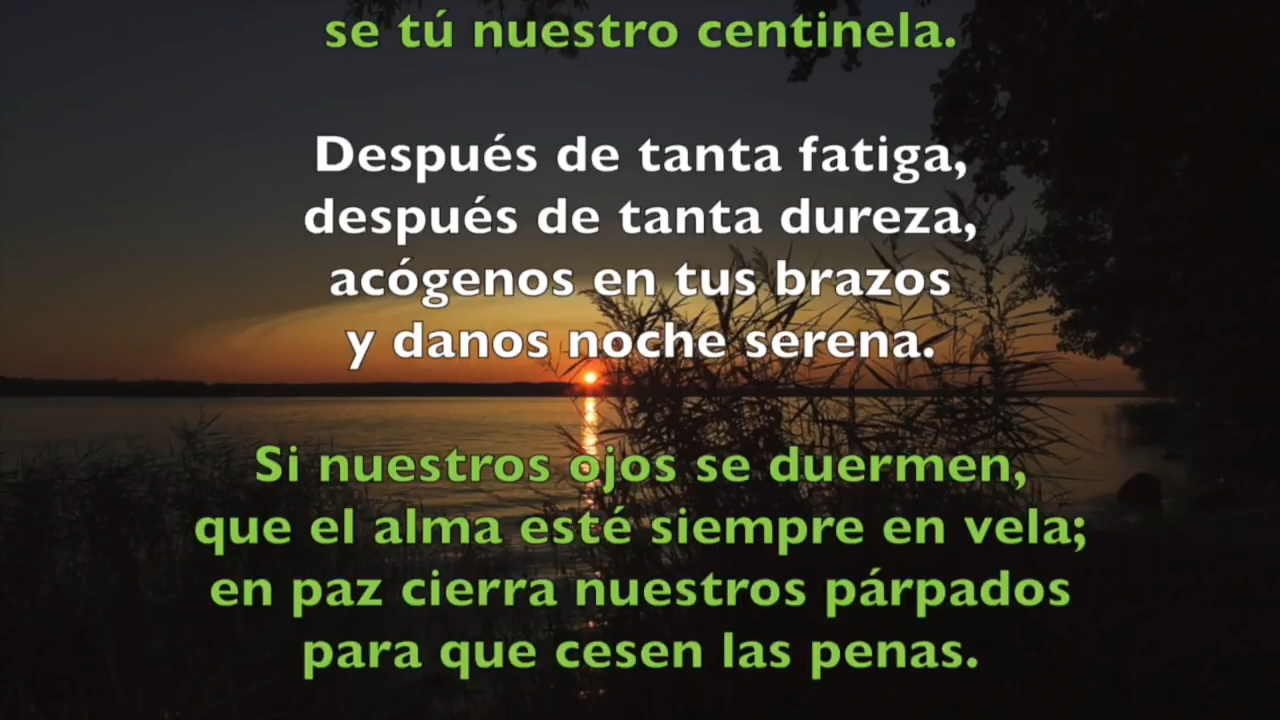 se tú nuestro centinela.
Después de tanta fatiga,
después de tanta dureza,
acógenos en tus brazos
y danos noche serena.
Si nuestros ojos se duermen,
que el alma esté siempre en vela;
en paz cierra nuestros párpados
para que cesen las penas.